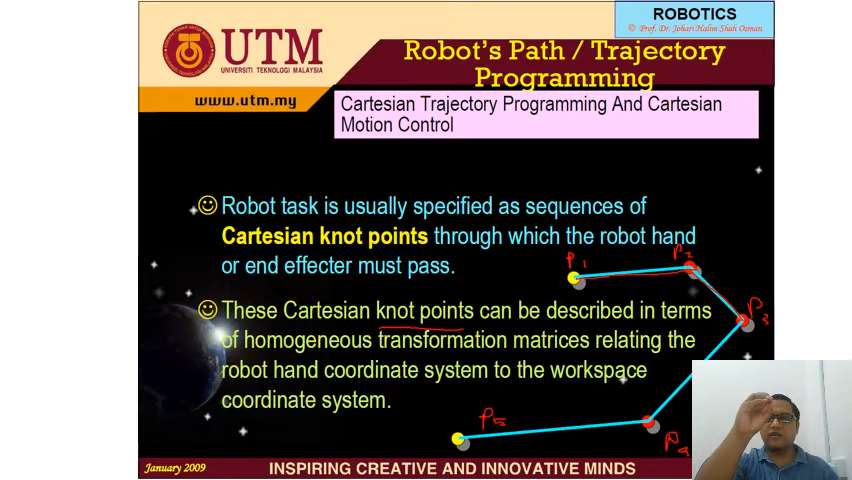 ROBOTICS
© Prof. Dr. Johari Halim Shah Osman
UTM
UNIVERSITI TEKNOLOGI MALAYSIA
Robot's Path / Trajectory
Programming
www.utm.my
Cartesian Trajectory Programming And Cartesian
Motion Control
Robot task is usually specified as sequences of
Cartesian knot points through which the robot hand
or end effecter must pass.
P1
P2
These Cartesian knot points can be described in terms
of homogeneous transformation matrices relating the
robot hand coordinate system to the workspace
coordinate system.
P3
P5
P4
January 2009
INSPIRING CREATIVE AND INNOVATIVE MINDS